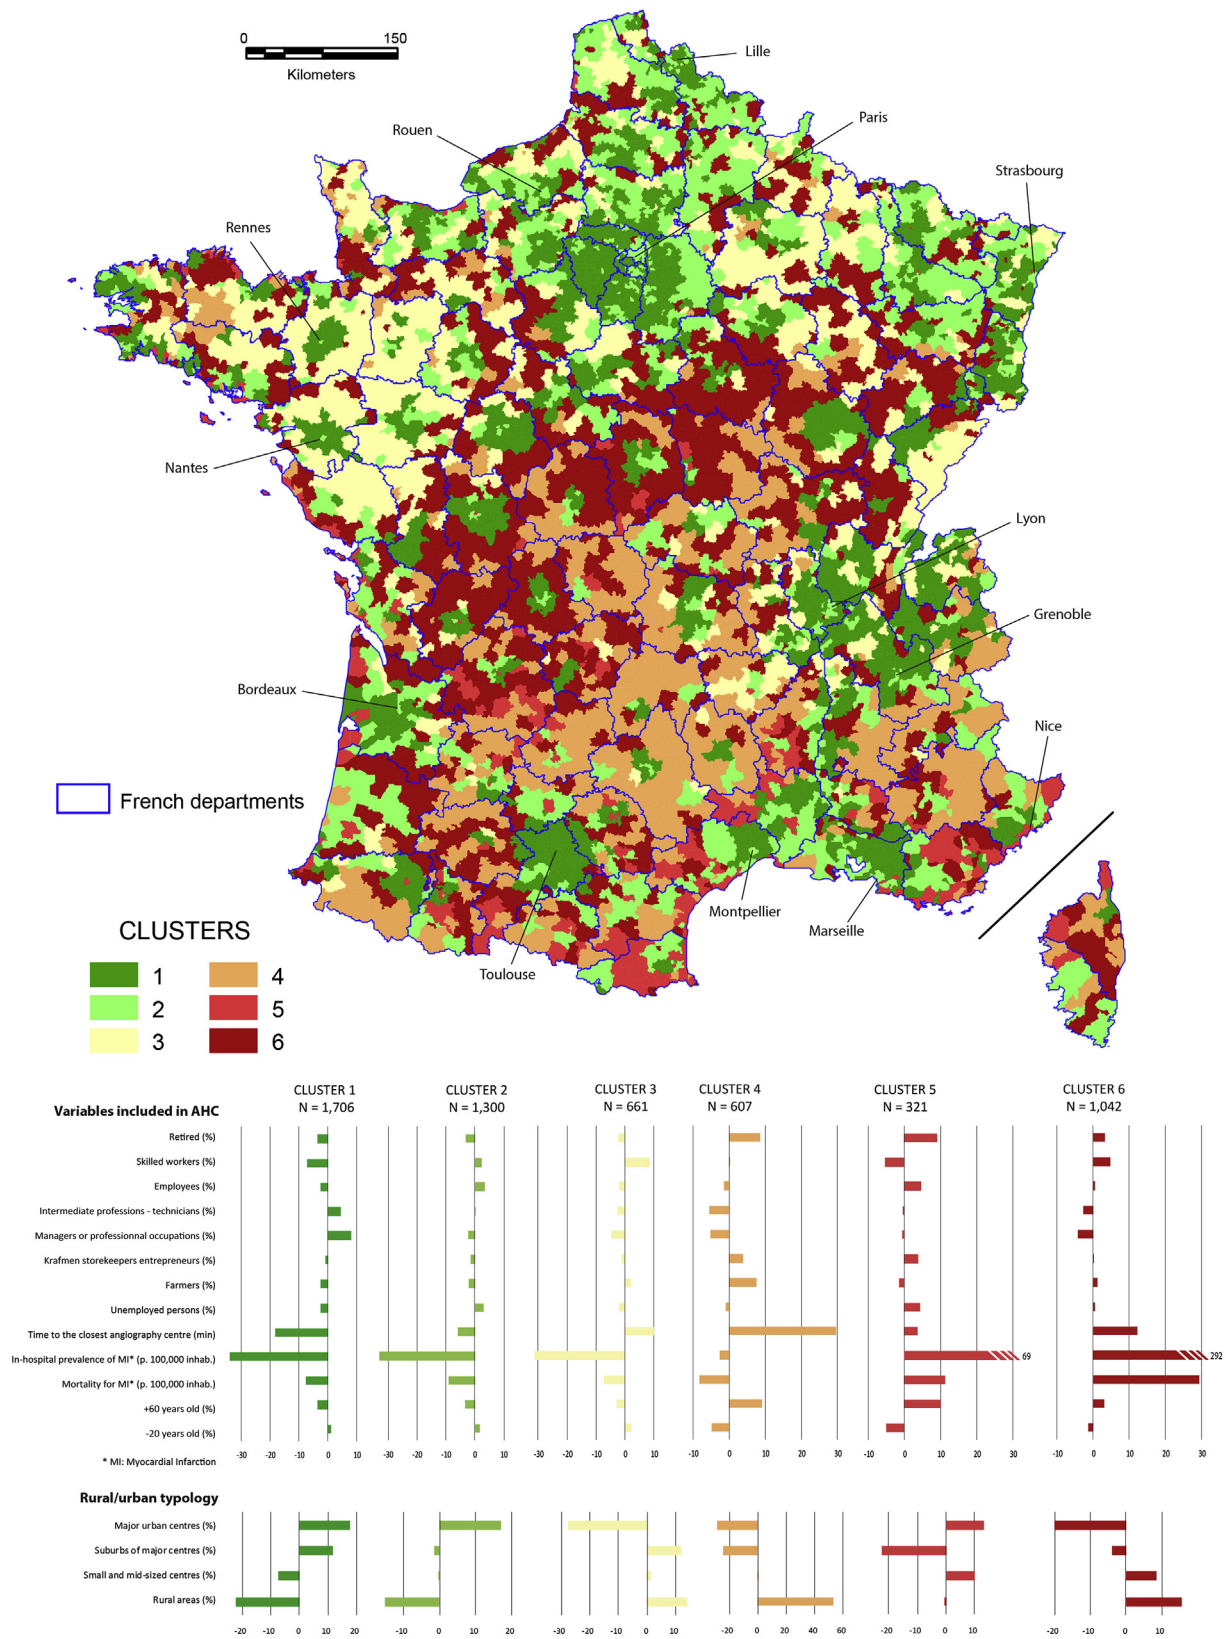 0 150
Kilometers
Lille
Paris
Rouen
Strasbourg
Rennes
Nantes
Lyon
Grenoble
Bordeaux
Nice
French departments
Montpellier
Marseille
Toulouse
CLUSTERS
1 4
2 5
3 6
CLUSTER 1 CLUSTER 2 CLUSTER 3 CLUSTER 4 CLUSTER 5 CLUSTER 6
Variables included in AHC N = 1,706 N = 1,300 N = 661 N = 607 N = 321 N = 1,042
Retired (%)
Skilled workers (%)
Employees (%)
Intermediate professions - technicians (%)
Managers or professionnal occupations (%)
Krafmen storekeepers entrepreneurs (%)
Farmers (%)
Unemployed persons (%)
Time to the closest angiography centre (min)
In-hospital prevalence of MI* (p. 100,000 inhab.) 69 292
Mortality for MI* (p. 100,000 inhab.)
+60 years old (%)
-20 years old (%)
-30 -20 -10 0 10 -30 -20 -10 0 10 -30 -20 -10 0 10 -10 0 10 20 30 -10 0 10 20 30 -10 0 10 20 30
* MI: Myocardial Infarction
Rural/urban typology
Major urban centres (%)
Suburbs of major centres (%)
Small and mid-sized centres (%)
Rural areas (%)
-20 -10 0 10 20 -10 0 10 20 -30 -20 -10 0 10 -20 0 20 40 60 -20 -10 0 10 -20 -10 0 10